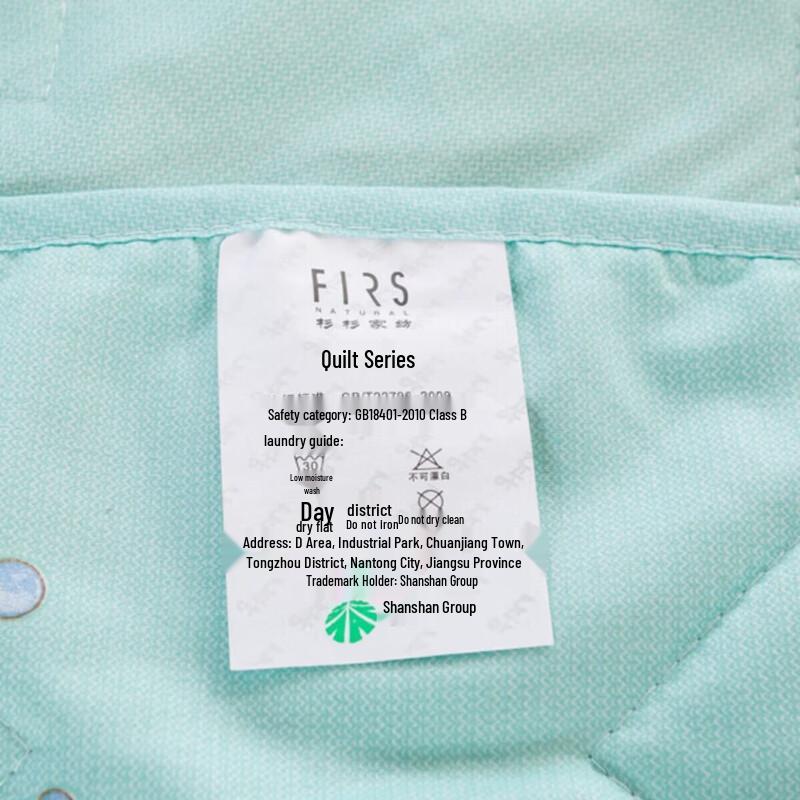 FIRS
NATURAL
杉杉家纺
Quilt Series
Safety category: GB18401-2010 Class B
laundry guide:
30
Low moisture
wash
不可漂白
Day district
dry flat Do not Iron Do not dry clean
Address: D Area, Industrial Park, Chuanjiang Town,
Tongzhou District, Nantong City, Jiangsu Province
Trademark Holder: Shanshan Group
Shanshan Group